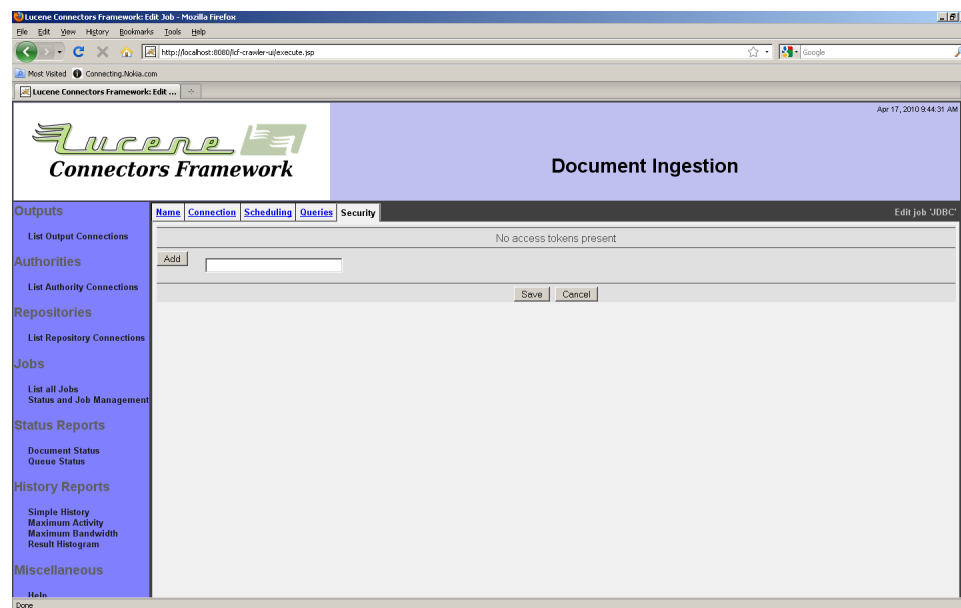 Lucene Connectors Framework: Edit Job - Mozilla Firefox
File Edit View History Bookmarks Tools Help
http://localhost:8080/lcf-crawler-ui/execute.jsp
Google
Most Visited Connecting.Nokia.com
Lucene Connectors Framework: Edit ...
Apr 17, 2010 9:44:31 AM
Lucene
Connectors Framework
Document Ingestion
Name Connection Scheduling Queries Security
Edit job 'JDBC'
Outputs
List Output Connections
Authorities
List Authority Connections
Repositories
List Repository Connections
Jobs
List all Jobs
Status and Job Management
Status Reports
Document Status
Queue Status
History Reports
Simple History
Maximum Activity
Maximum Bandwidth
Result Histogram
Miscellaneous
Help
No access tokens present
Add
Save Cancel
Done